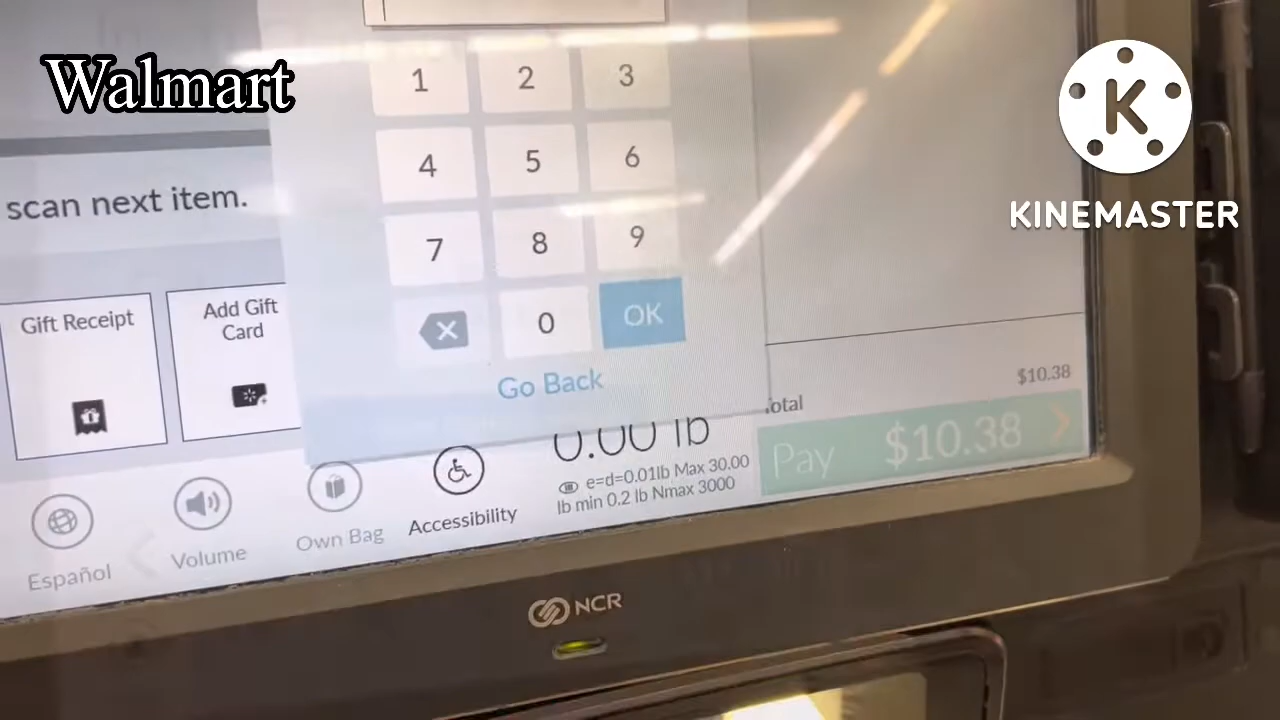 Walmart
K
KINEMASTER
1 2 3
4 5 6
7 8 9
0 OK
Go Back
scan next item.
Gift Receipt
Add Gift
Card
$10.38
Total
Pay $10.38
0.00 lb
e=d=0.01lb Max 30.00
lb min 0.2 lb Nmax 3000
Español
Volume
Own Bag
Accessibility
NCR